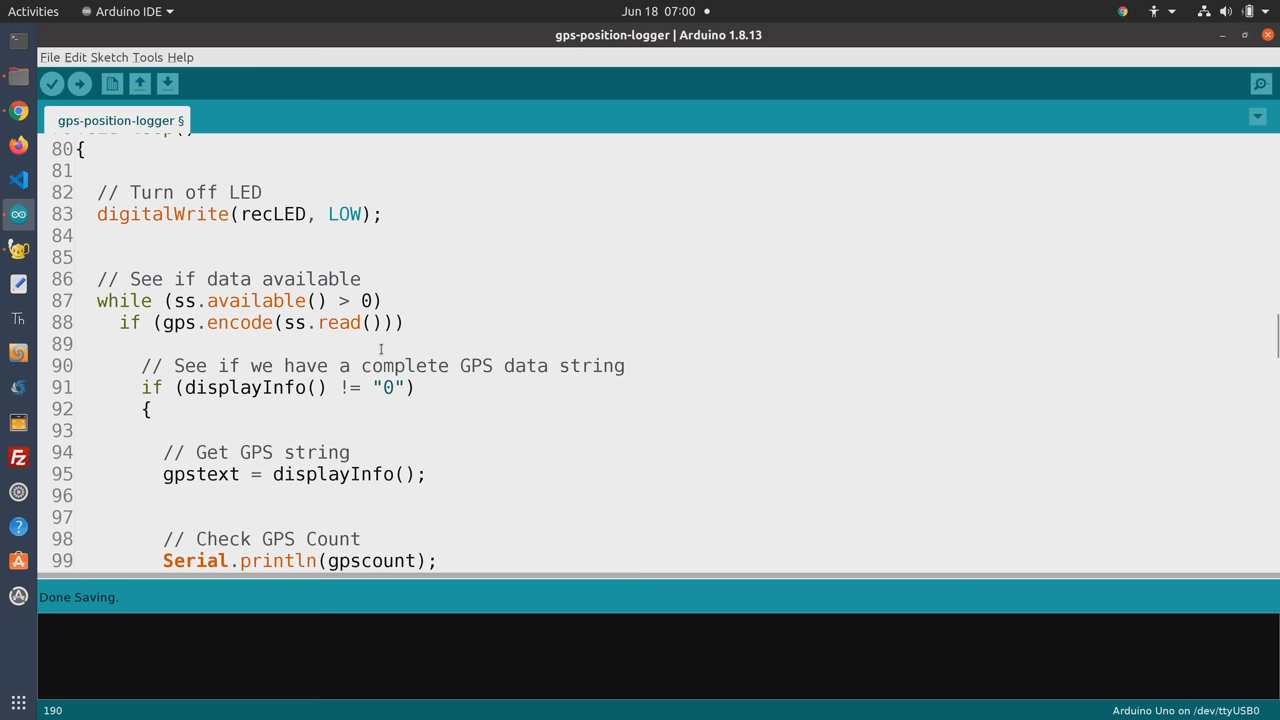 Activities
Arduino IDE
Jun 18 07:00
gps-position-logger | Arduino 1.8.13
File Edit Sketch Tools Help
gps-position-logger §
80 {
81
82 // Turn off LED
83 digitalWrite(recLED, LOW);
84
85
86 // See if data available
87 while (ss.available() > 0)
88 if (gps.encode(ss.read()))
89
90 // See if we have a complete GPS data string
91 if (displayInfo() != "0")
92 {
93
94 // Get GPS string
95 gpstext = displayInfo();
96
97
98 // Check GPS Count
99 Serial.println(gpscount);
Done Saving.
190
Arduino Uno on /dev/ttyUSB0
Th
Fz